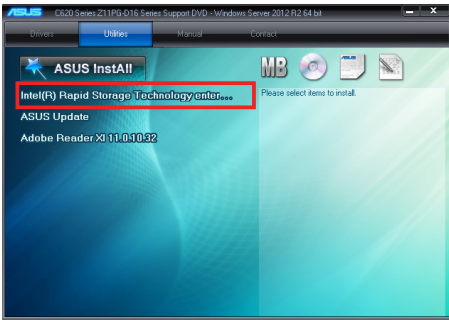 ASUS C620 Series Z11PG-D16 Series Support DVD - Windows Server 2012 R2 64 bit
Drivers Utilities Manual Contact
ASUS InstAll MB
Intel(R) Rapid Storage Technology enter... Please select items to install.
ASUS Update
Adobe Reader XI 11.0.10.32